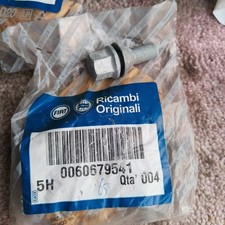 Ricambi
Originali
FIAT
0060679541
5H
Qta' 004